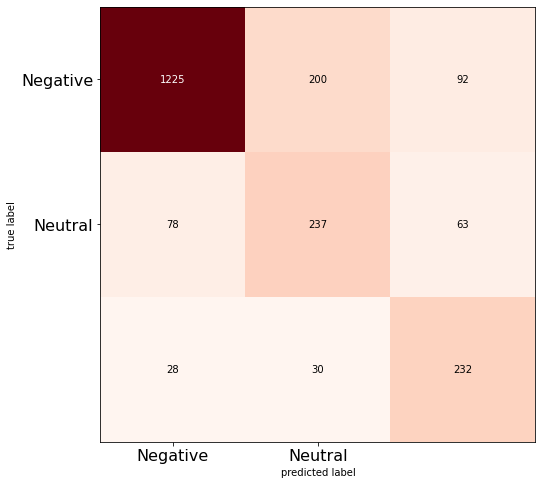 Negative 1225 200 92
true label
Neutral 78 237 63
28 30 232
Negative Neutral
predicted label